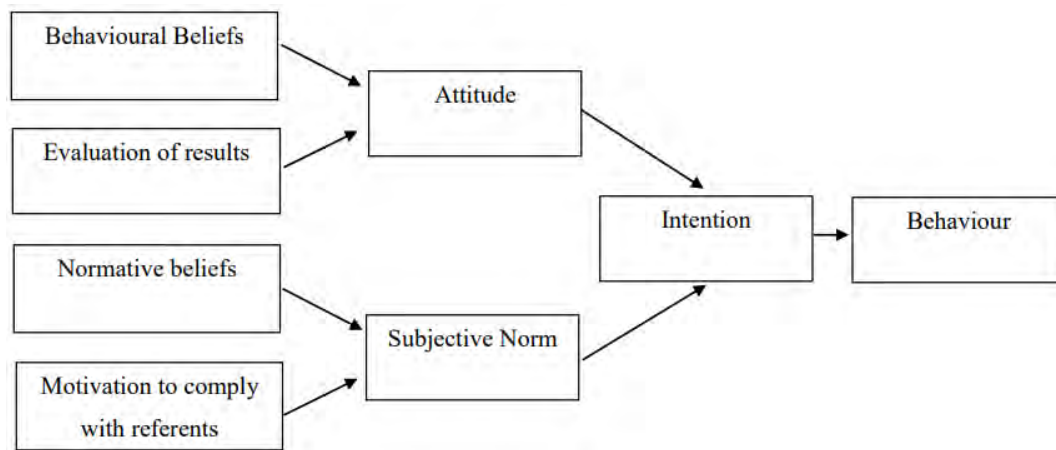 Behavioural Beliefs
Evaluation of results
Attitude
Normative beliefs
Motivation to comply
with referents
Subjective Norm
Intention
Behaviour